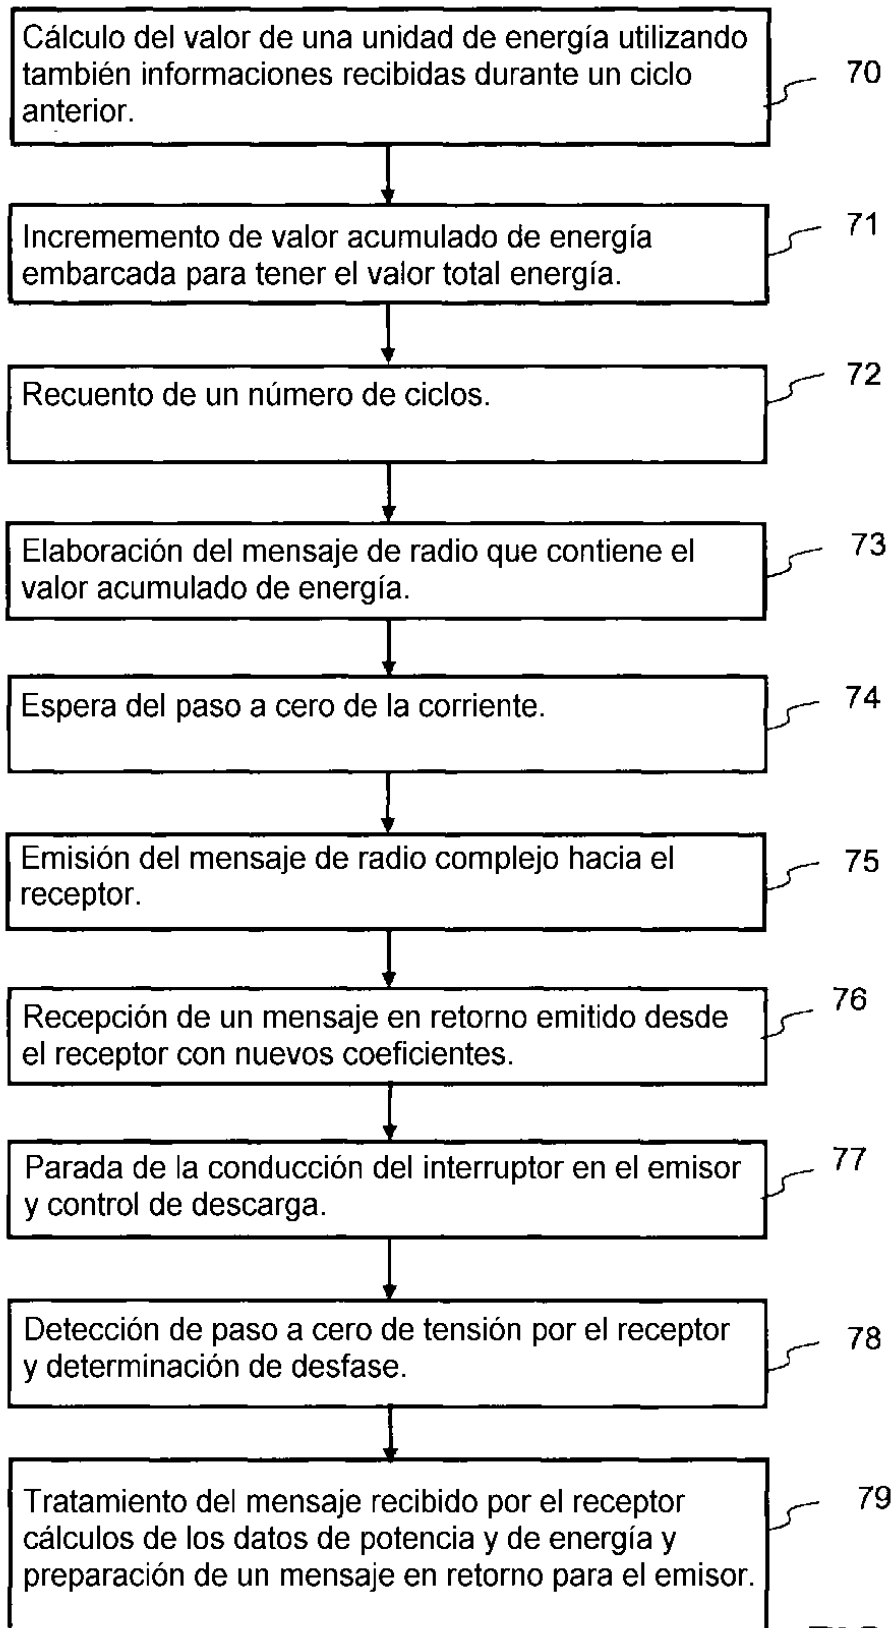 Cálculo del valor de una unidad de energía utilizando
también informaciones recibidas durante un ciclo
anterior.
70
Incrememento de valor acumulado de energía
embarcada para tener el valor total energía.
71
Recuento de un número de ciclos.
72
Elaboración del mensaje de radio que contiene el
valor acumulado de energía.
73
Espera del paso a cero de la corriente.
74
Emisión del mensaje de radio complejo hacia el
receptor.
75
Recepción de un mensaje en retorno emitido desde
el receptor con nuevos coeficientes.
76
Parada de la conducción del interruptor en el emisor
y control de descarga.
77
Detección de paso a cero de tensión por el receptor
y determinación de desfase.
78
Tratamiento del mensaje recibido por el receptor
cálculos de los datos de potencia y de energía y
preparación de un mensaje en retorno para el emisor.
79